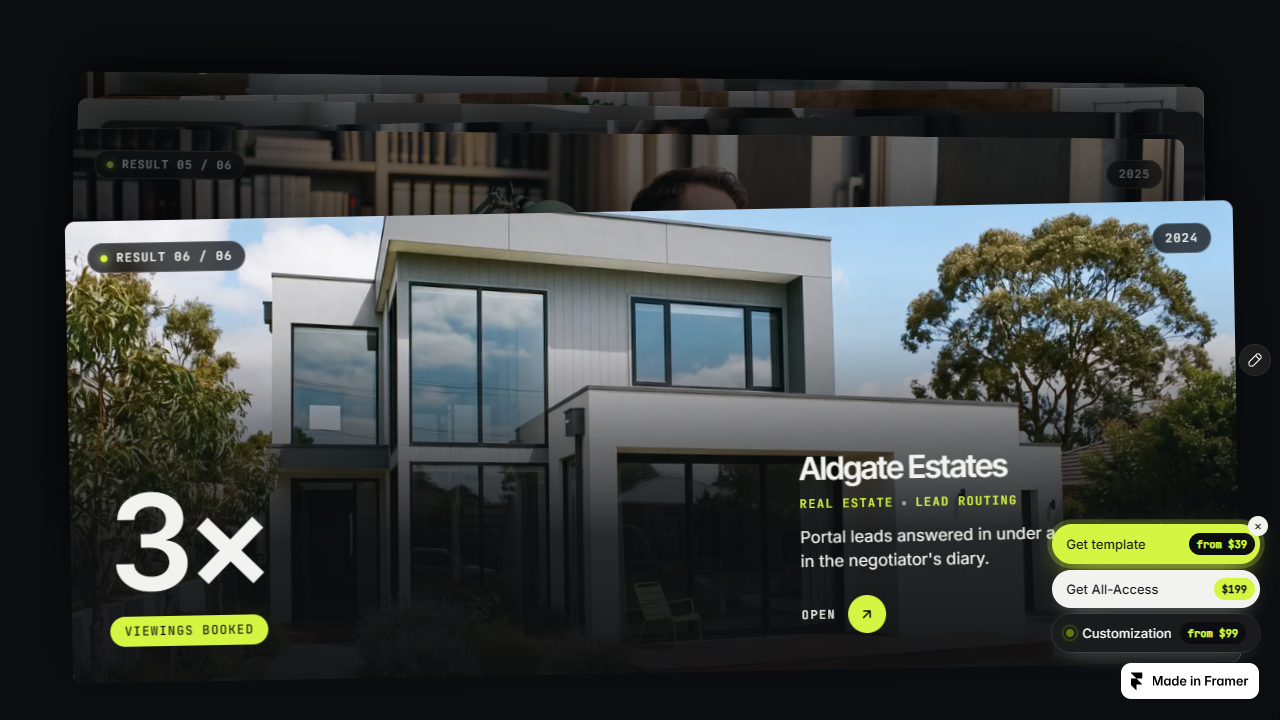 RESULT 05 / 06
2025
RESULT 06 / 06
2024
3×
VIEWINGS BOOKED
Aldgate Estates
REAL ESTATE • LEAD ROUTING
Portal leads answered in under a
in the negotiator's diary.
OPEN
Get template
from $39
Get All-Access
$199
Customization
from $99
Made in Framer